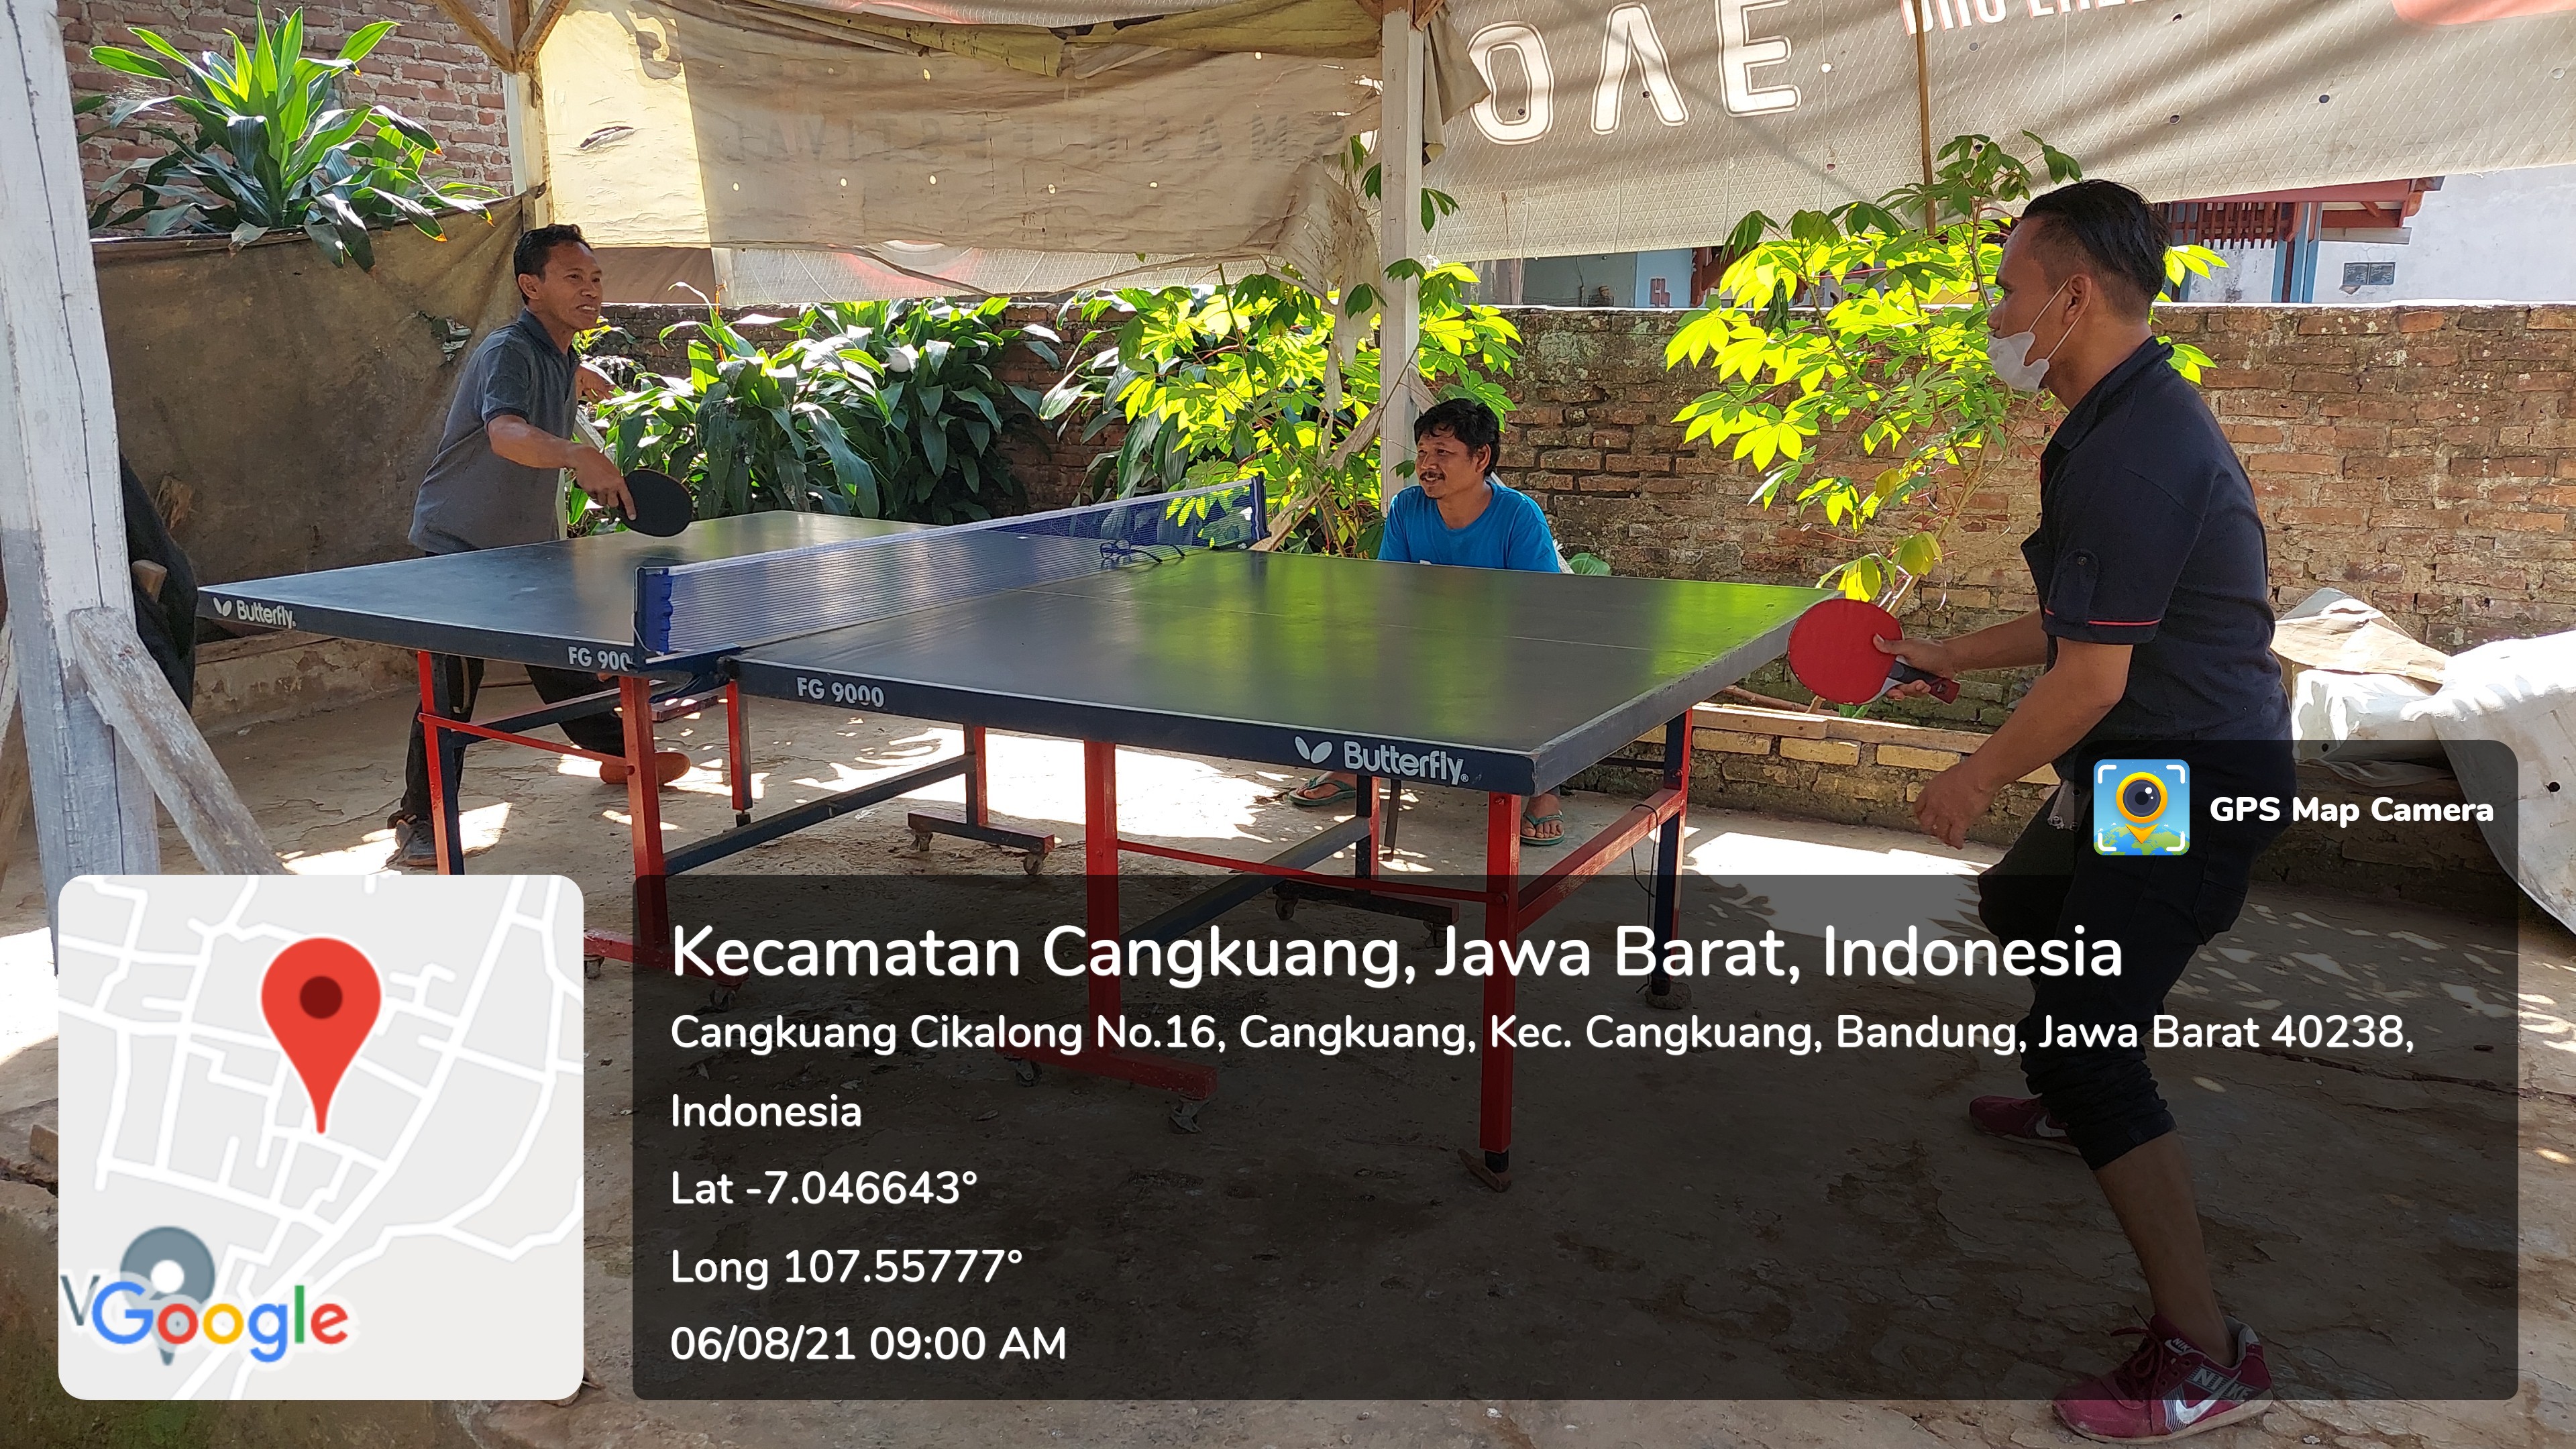 OVE
Butterfly®
FG 900
FG 9000
Butterfly®
GPS Map Camera
Kecamatan Cangkuang, Jawa Barat, Indonesia
Cangkuang Cikalong No.16, Cangkuang, Kec. Cangkuang, Bandung, Jawa Barat 40238,
Indonesia
Lat -7.046643°
Long 107.55777°
06/08/21 09:00 AM
Google
NIKE